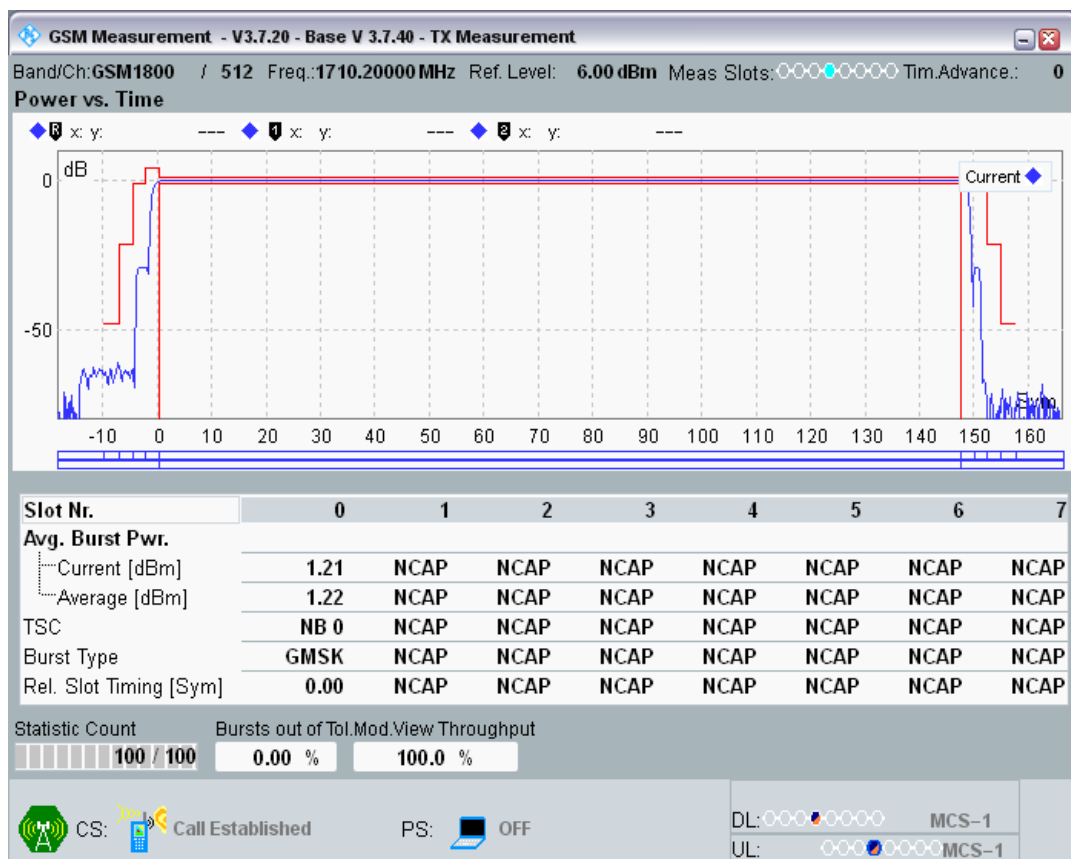 GSM Measurement - V3.7.20 - Base V 3.7.40 - TX Measurement
Band/Ch:GSM1800 / 512 Freq.:1710.20000 MHz Ref. Level: 6.00 dBm Meas Slots: Tim.Advance.: 0
Power vs. Time
R x: y: --- 1 x: y: --- 2 x: y: ---
dB
Current
0
-50
Sym
-10 0 10 20 30 40 50 60 70 80 90 100 110 120 130 140 150 160
Slot Nr. 0 1 2 3 4 5 6 7
Avg. Burst Pwr.
Current [dBm] 1.21 NCAP NCAP NCAP NCAP NCAP NCAP NCAP
Average [dBm] 1.22 NCAP NCAP NCAP NCAP NCAP NCAP NCAP
TSC NB 0 NCAP NCAP NCAP NCAP NCAP NCAP NCAP
Burst Type GMSK NCAP NCAP NCAP NCAP NCAP NCAP NCAP
Rel. Slot Timing [Sym] 0.00 NCAP NCAP NCAP NCAP NCAP NCAP NCAP
Statistic Count Bursts out of Tol.Mod.View Throughput
100 / 100 0.00 % 100.0 %
CS: Call Established PS: OFF
DL: MCS-1
UL: MCS-1